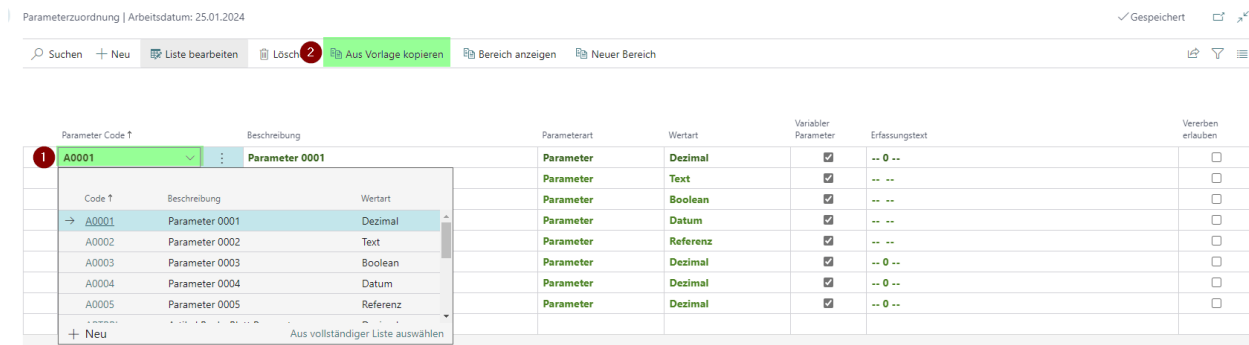 Parameterzuordnung | Arbeitsdatum: 25.01.2024 Gespeichert
Suchen Neu Liste bearbeiten Lösch 2 Aus Vorlage kopieren Bereich anzeigen Neuer Bereich
Parameter Code ↑ Beschreibung Parameterart Wertart Variabler Parameter Erfassungstext Vererben erlauben
1 A0001 Parameter 0001 Parameter Dezimal -- 0 --
Parameter Text -- --
Parameter Boolean -- --
Parameter Datum -- --
Parameter Referenz -- --
Parameter Dezimal -- 0 --
Parameter Dezimal -- 0 --
Parameter Dezimal -- 0 --
Code ↑ Beschreibung Wertart
→ A0001 Parameter 0001 Dezimal
A0002 Parameter 0002 Text
A0003 Parameter 0003 Boolean
A0004 Parameter 0004 Datum
A0005 Parameter 0005 Referenz
+ Neu Aus vollständiger Liste auswählen